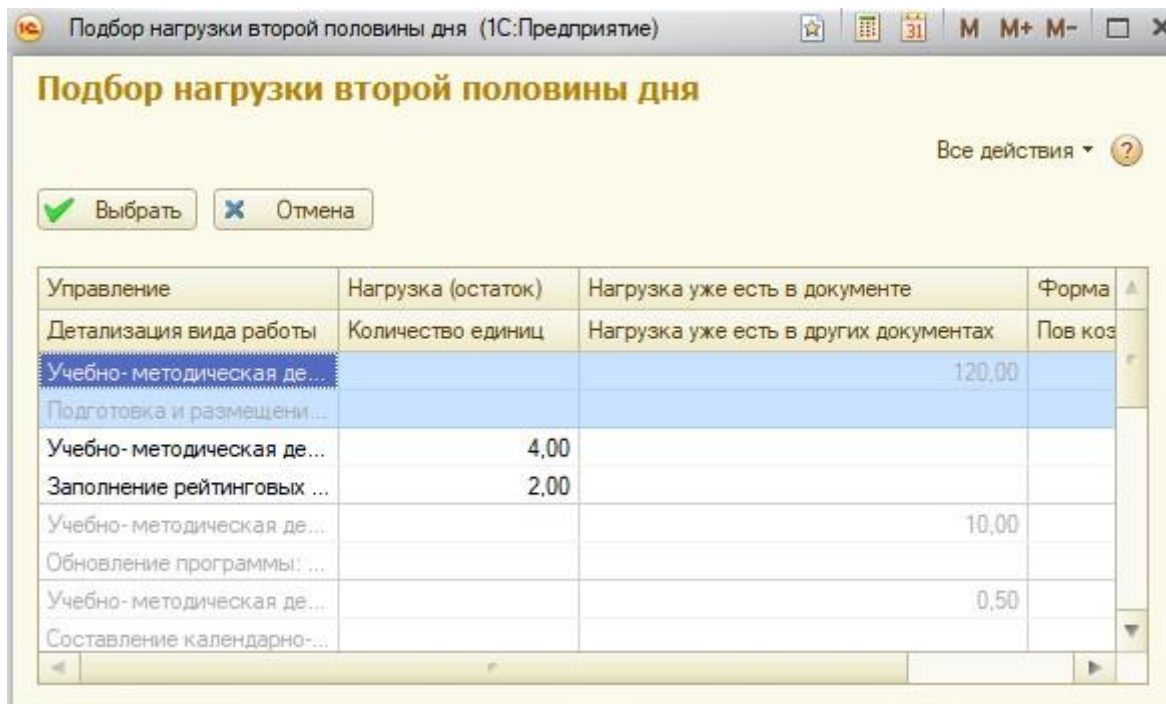 1С Подбор нагрузки второй половины дня (1С:Предприятие) 31 M M+ M-
Подбор нагрузки второй половины дня
Все действия ?
Выбрать Отмена
Управление Нагрузка (остаток) Нагрузка уже есть в документе Форма
Детализация вида работы Количество единиц Нагрузка уже есть в других документах Пов коэ
Учебно-методическая де... 120,00
Подготовка и размещени...
Учебно-методическая де... 4,00
Заполнение рейтинговых ... 2,00
Учебно-методическая де... 10,00
Обновление программы: ...
Учебно-методическая де... 0,50
Составление календарно-...